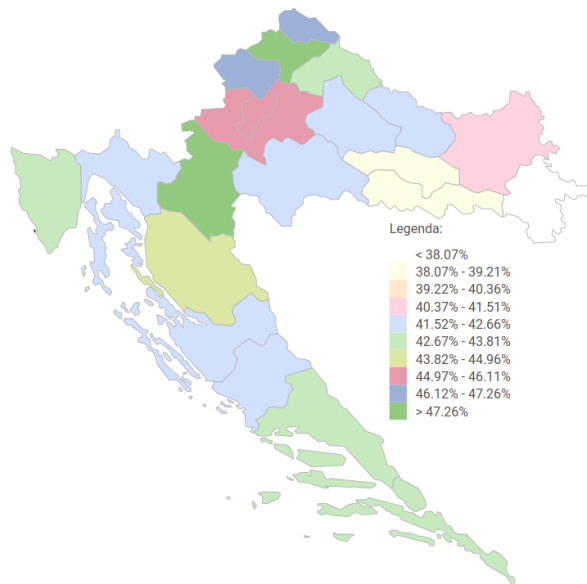 Legenda:
< 38.07%
38.07% - 39.21%
39.22% - 40.36%
40.37% - 41.51%
41.52% - 42.66%
42.67% - 43.81%
43.82% - 44.96%
44.97% - 46.11%
46.12% - 47.26%
> 47.26%